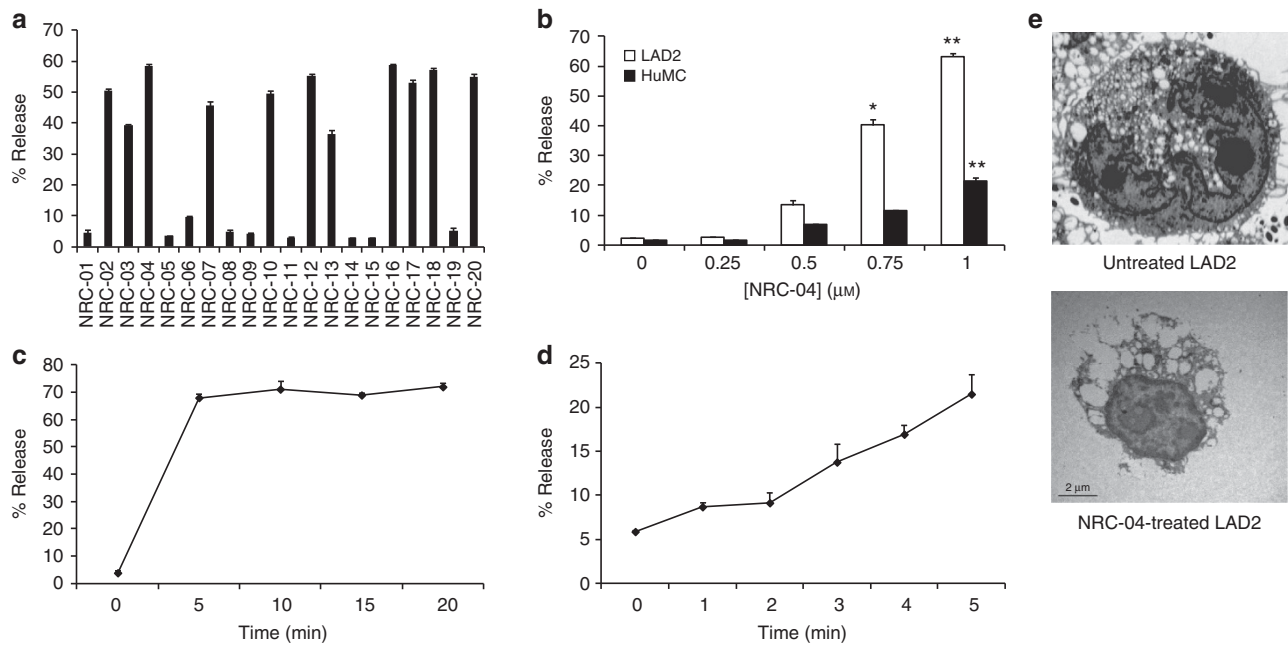 a
70
60
50
40
30
20
10
0
% Release
NRC-01
NRC-02
NRC-03
NRC-04
NRC-05
NRC-06
NRC-07
NRC-08
NRC-09
NRC-10
NRC-11
NRC-12
NRC-13
NRC-14
NRC-15
NRC-16
NRC-17
NRC-18
NRC-19
NRC-20
b
70
60
50
40
30
20
10
0
% Release
LAD2
HuMC
*
**
**
0 0.25 0.5 0.75 1
[NRC-04] (μM)
c
80
70
60
50
40
30
20
10
0
% Release
0 5 10 15 20
Time (min)
d
25
20
15
10
5
0
% Release
0 1 2 3 4 5
Time (min)
e
Untreated LAD2
2 μm
NRC-04-treated LAD2